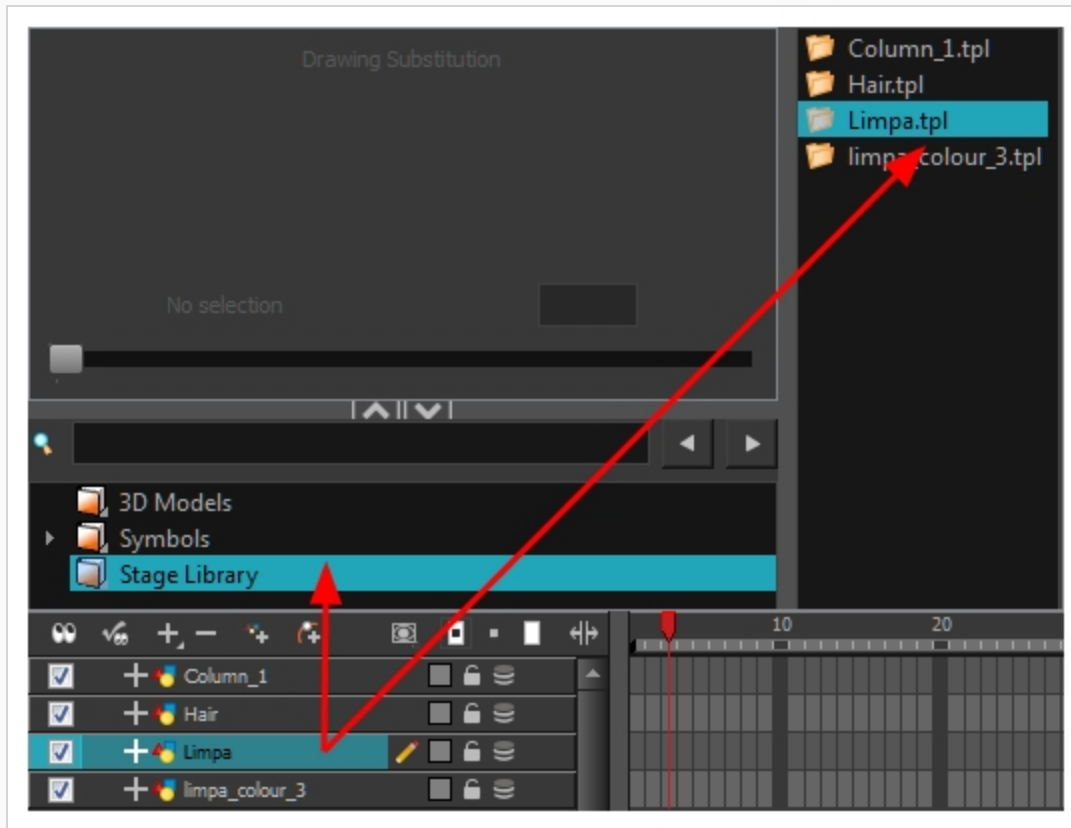 Drawing Substitution
No selection
Column_1.tpl
Hair.tpl
Limpa.tpl
limpa_colour_3.tpl
3D Models
Symbols
Stage Library
10 20
Column_1
Hair
Limpa
limpa_colour_3